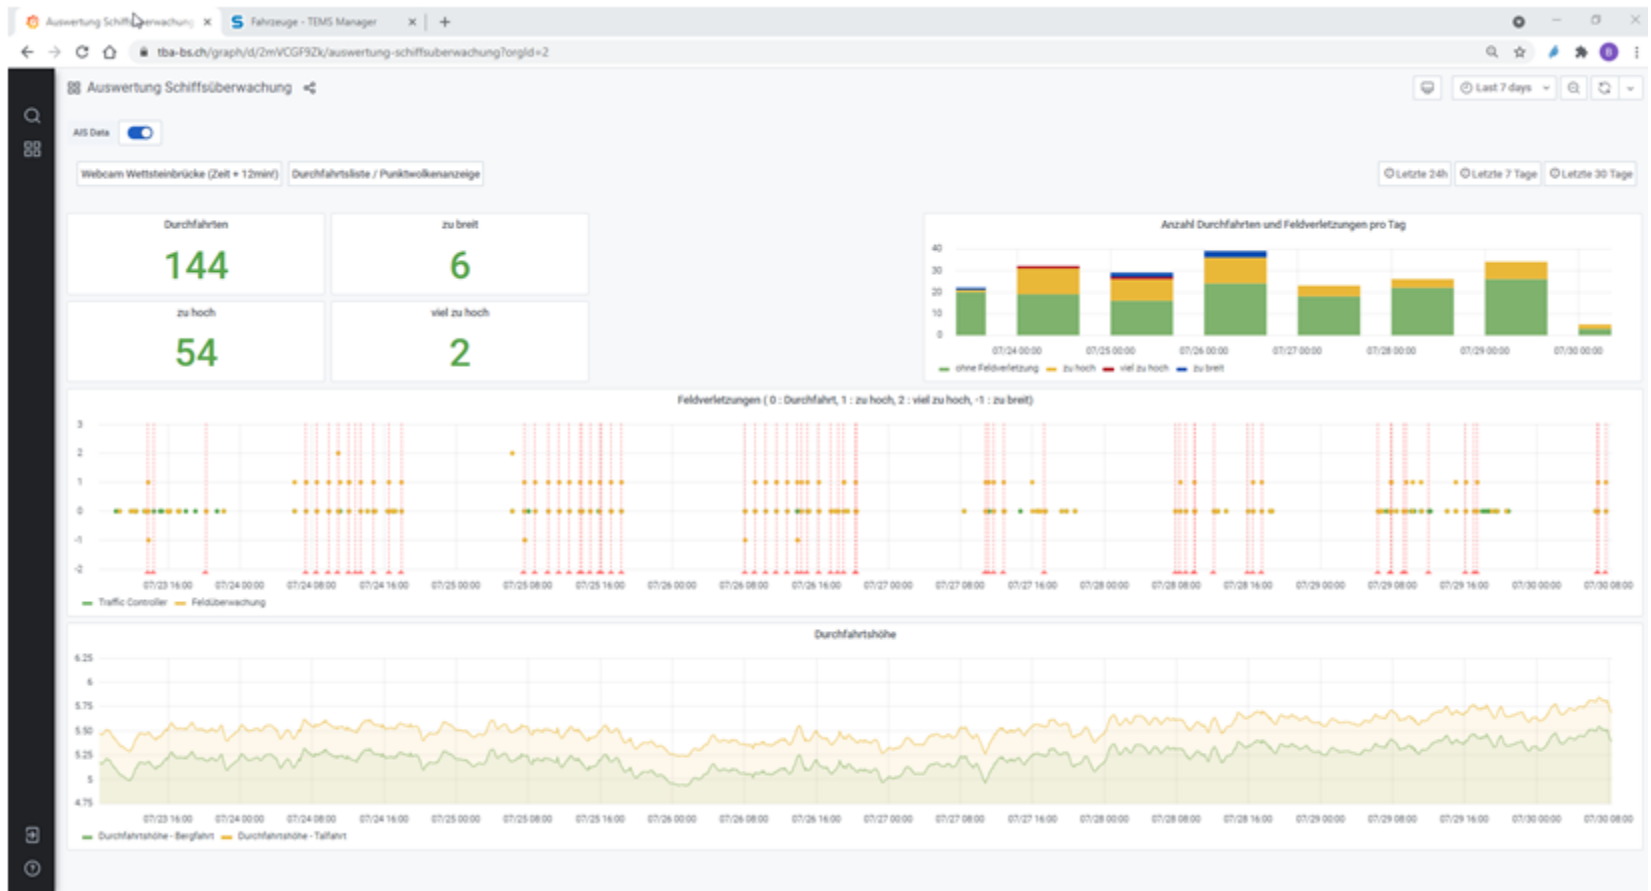 Auswertung Schiffsüberwachung
Fahrzeuge - TEMS Manager
tba-bs.ch/graph/d/2mVCGF9Zk/auswertung-schiffsuberwachung?orgId=2
B
Auswertung Schiffsüberwachung
Last 7 days
AIS Data
Webcam Wettsteinbrücke (Zeit + 12min!)
Durchfahrtsliste / Punktwolkenanzeige
Letzte 24h
Letzte 7 Tage
Letzte 30 Tage
Durchfahrten
144
zu breit
6
zu hoch
54
viel zu hoch
2
Anzahl Durchfahrten und Feldverletzungen pro Tag
40
30
20
10
0
07/24 00:00 07/25 00:00 07/26 00:00 07/27 00:00 07/28 00:00 07/29 00:00 07/30 00:00
ohne Feldverletzung zu hoch viel zu hoch zu breit
Feldverletzungen ( 0 : Durchfahrt, 1 : zu hoch, 2 : viel zu hoch, -1 : zu breit)
3
2
1
0
-1
-2
07/23 16:00 07/24 00:00 07/24 08:00 07/24 16:00 07/25 00:00 07/25 08:00 07/25 16:00 07/26 00:00 07/26 08:00 07/26 16:00 07/27 00:00 07/27 08:00 07/27 16:00 07/28 00:00 07/28 08:00 07/28 16:00 07/29 00:00 07/29 08:00 07/29 16:00 07/30 00:00 07/30 08:00
Traffic Controller Feldüberwachung
Durchfahrtshöhe
6.25
6
5.75
5.50
5.25
5
4.75
07/23 16:00 07/24 00:00 07/24 08:00 07/24 16:00 07/25 00:00 07/25 08:00 07/25 16:00 07/26 00:00 07/26 08:00 07/26 16:00 07/27 00:00 07/27 08:00 07/27 16:00 07/28 00:00 07/28 08:00 07/28 16:00 07/29 00:00 07/29 08:00 07/29 16:00 07/30 00:00 07/30 08:00
Durchfahrtshöhe - Bergfahrt Durchfahrtshöhe - Talfahrt